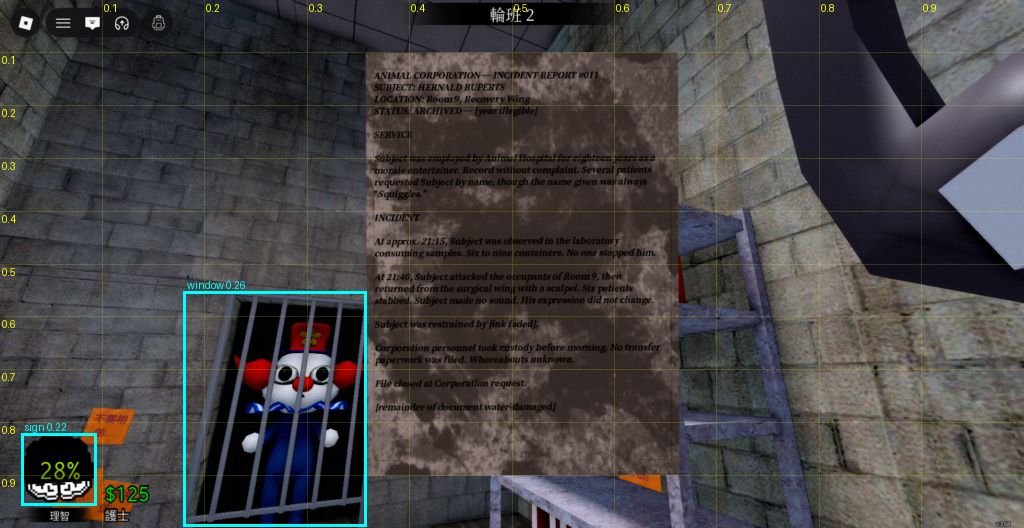 輪班 2
ANIMAL CORPORATION — INCIDENT REPORT #011
SUBJECT: HERNALD RUPERTS
LOCATION: Room 9, Recovery Wing
STATUS: ARCHIVED — [year illegible]
SERVICE
Subject was employed by Animal Hospital for eighteen years as a
morale entertainer. Record without complaint. Several patients
requested Subject by name, though the name given was always
"Squiggles."
INCIDENT
At approx. 21:15, Subject was observed in the laboratory
consuming samples. Six to nine containers. No one stopped him.
At 21:40, Subject attacked the occupants of Room 9, then
returned from the surgical wing with a scalpel. Six patients
stabbed. Subject made no sound. His expression did not change.
Subject was restrained by [ink faded].
Corporation personnel took custody before morning. No transfer
paperwork was filed. Whereabouts unknown.
File closed at Corporation request.
[remainder of document water-damaged]
不要相
28%
$125
理智
護士